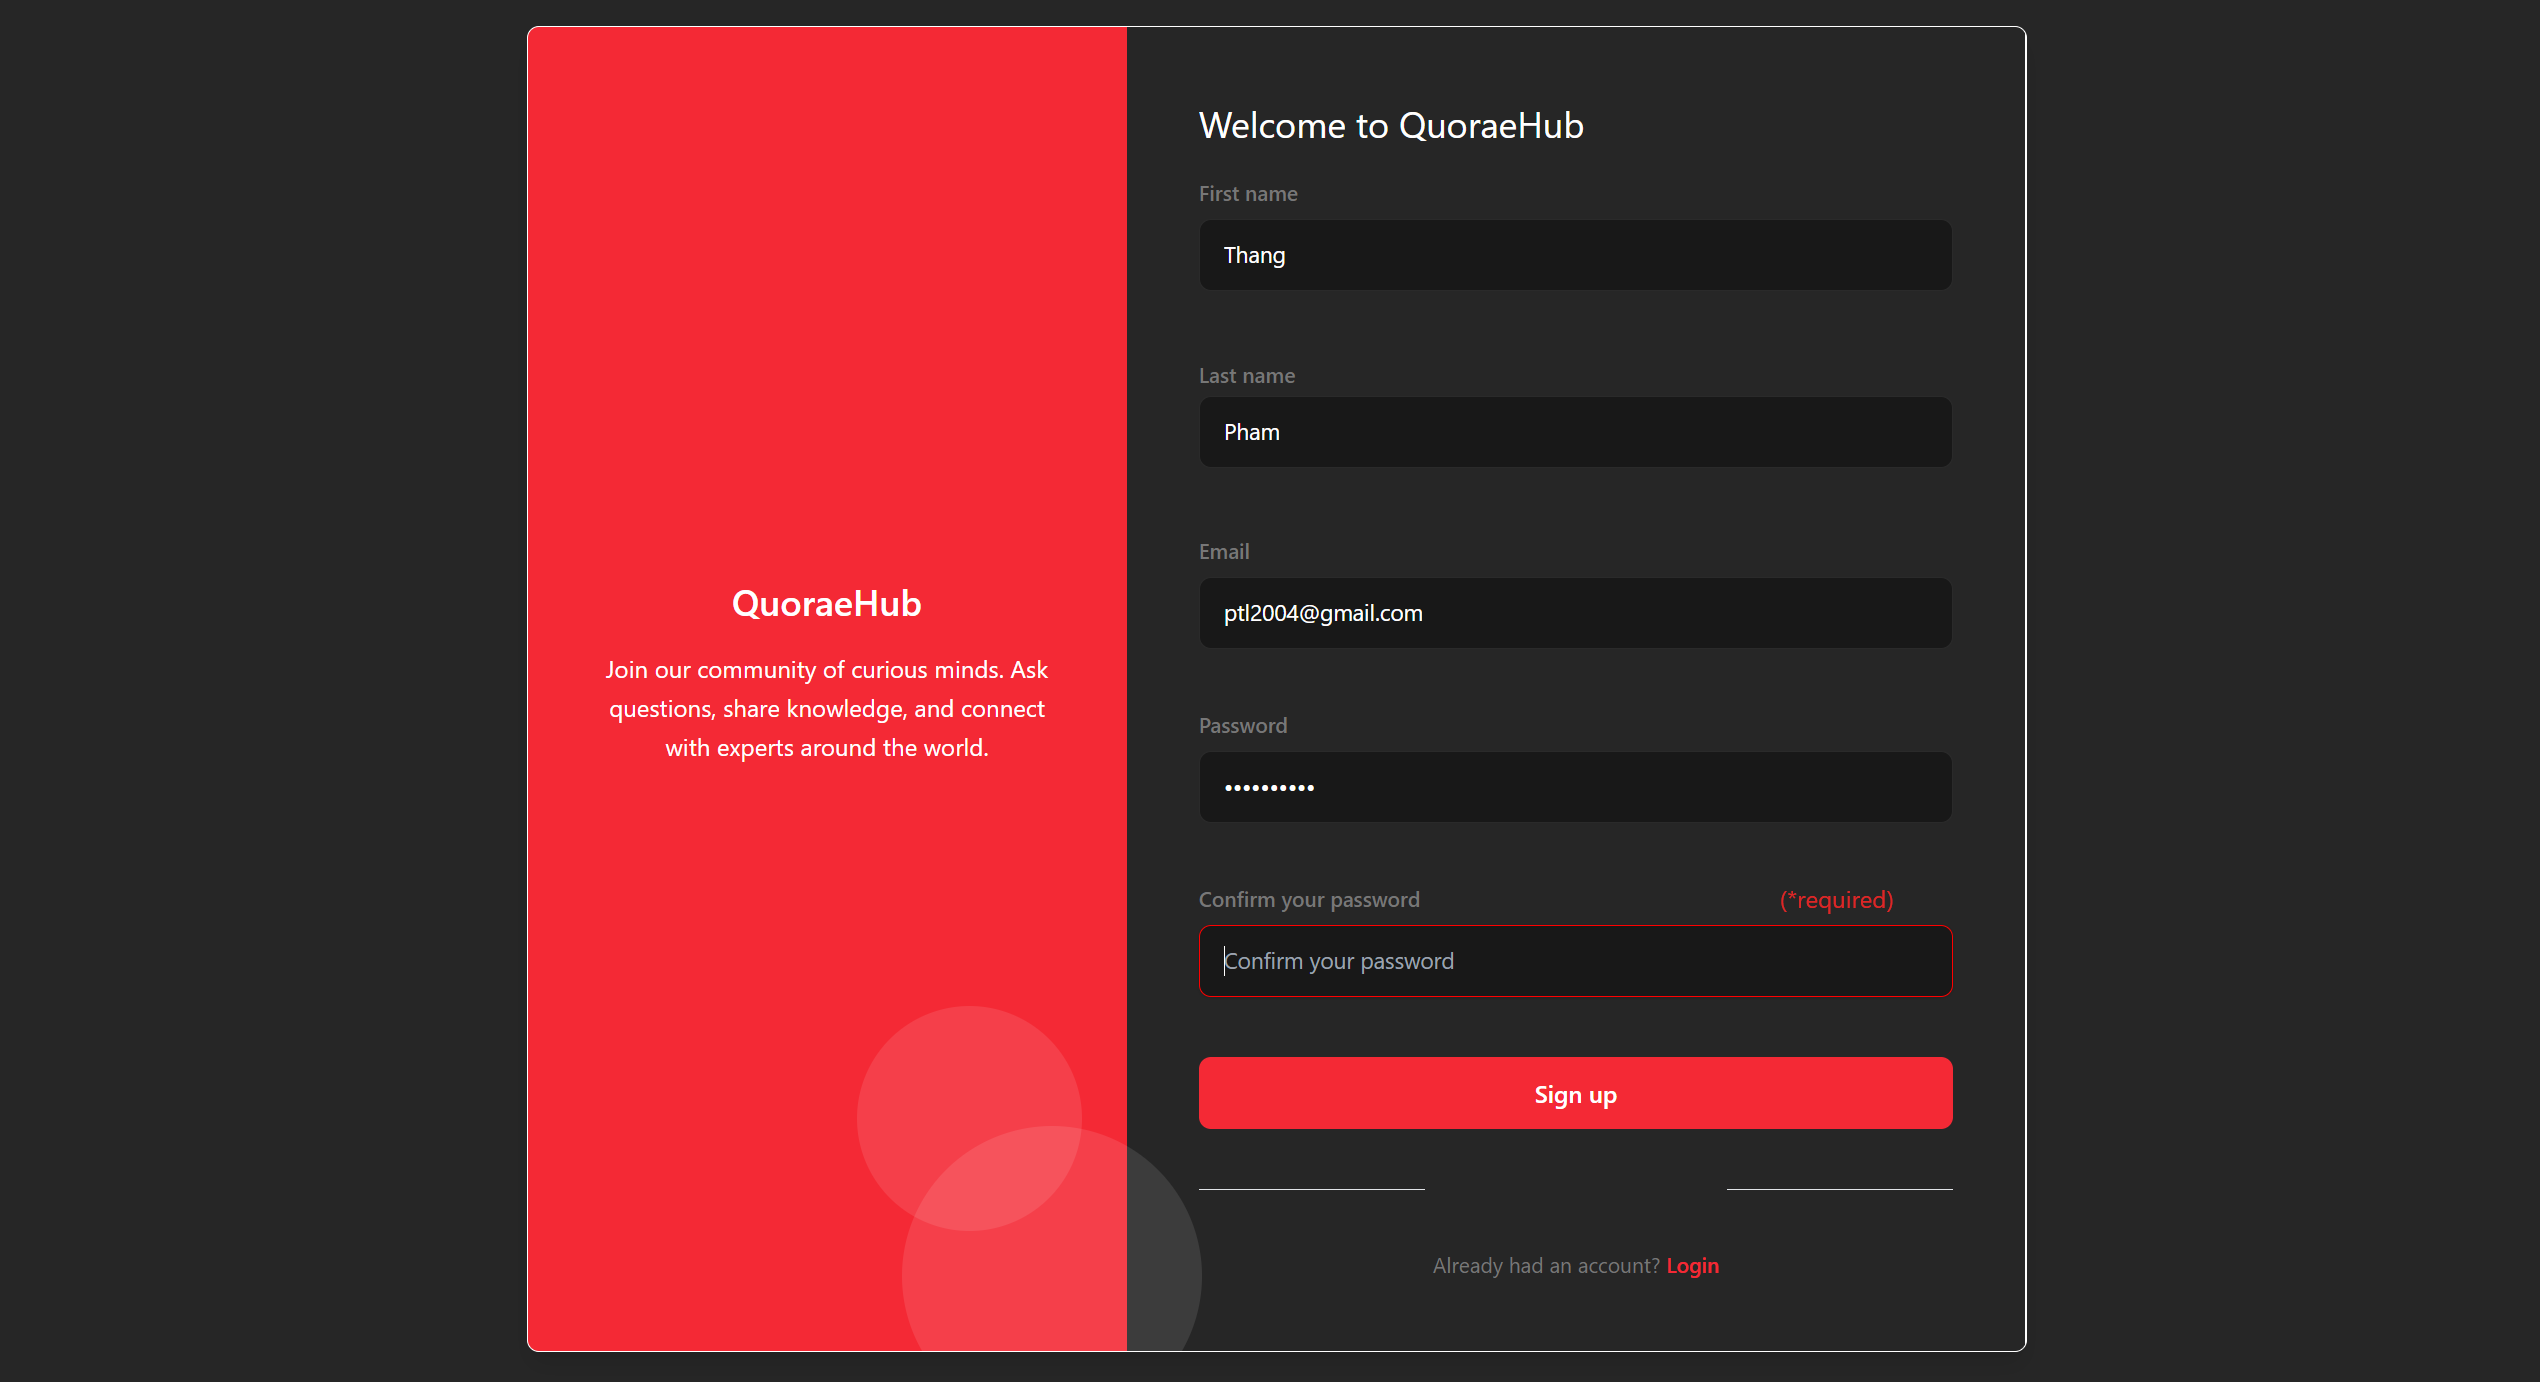 QuoraeHub
Join our community of curious minds. Ask
questions, share knowledge, and connect
with experts around the world.
Welcome to QuoraeHub
First name
Thang
Last name
Pham
Email
ptl2004@gmail.com
Password
••••••••••
Confirm your password (*required)
Confirm your password
Sign up
Already had an account? Login